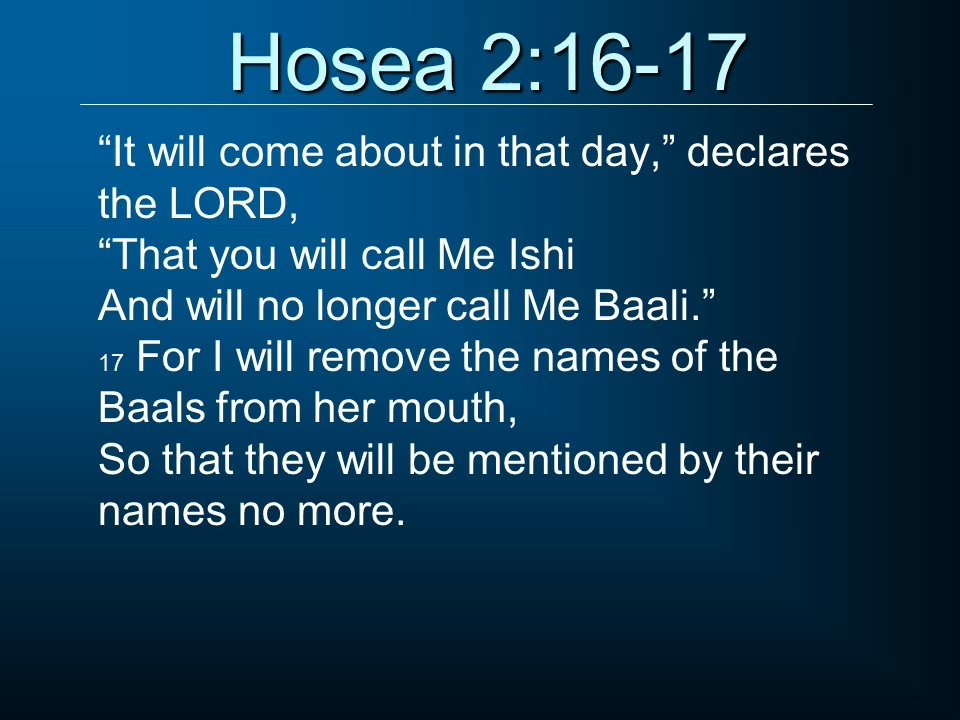 Hosea 2:16-17
“It will come about in that day,” declares
the LORD,
“That you will call Me Ishi
And will no longer call Me Baali.”
17 For I will remove the names of the
Baals from her mouth,
So that they will be mentioned by their
names no more.